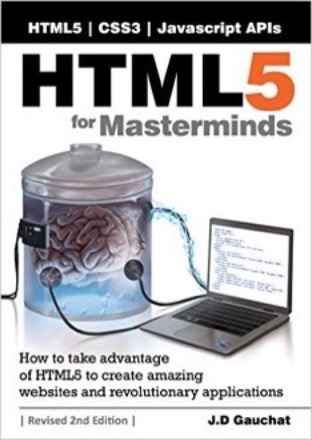 HTML5 | CSS3 | Javascript APIs
HTML5
for Masterminds
How to take advantage
of HTML5 to create amazing
websites and revolutionary applications
| Revised 2nd Edition |
J.D Gauchat